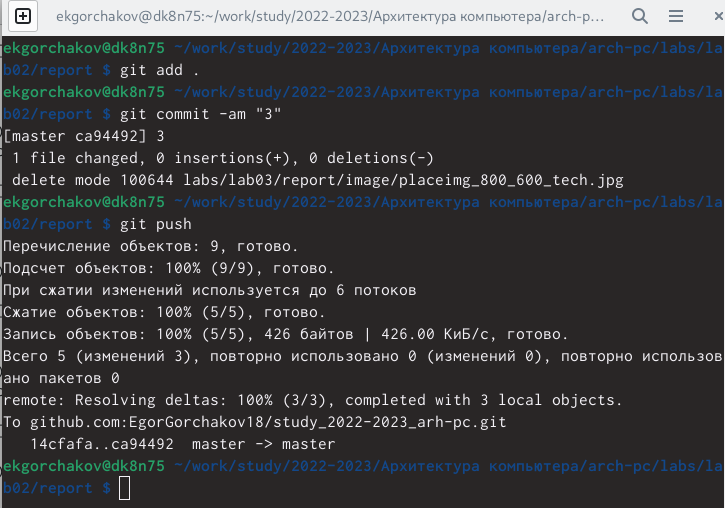 ekgorchakov@dk8n75:~/work/study/2022-2023/Архитектура компьютера/arch-p...
ekgorchakov@dk8n75 ~/work/study/2022-2023/Архитектура компьютера/arch-pc/labs/la
b02/report $ git add .
ekgorchakov@dk8n75 ~/work/study/2022-2023/Архитектура компьютера/arch-pc/labs/la
b02/report $ git commit -am "3"
[master ca94492] 3
1 file changed, 0 insertions(+), 0 deletions(-)
delete mode 100644 labs/lab03/report/image/placeimg_800_600_tech.jpg
ekgorchakov@dk8n75 ~/work/study/2022-2023/Архитектура компьютера/arch-pc/labs/la
b02/report $ git push
Перечисление объектов: 9, готово.
Подсчет объектов: 100% (9/9), готово.
При сжатии изменений используется до 6 потоков
Сжатие объектов: 100% (5/5), готово.
Запись объектов: 100% (5/5), 426 байтов | 426.00 КиБ/с, готово.
Всего 5 (изменений 3), повторно использовано 0 (изменений 0), повторно использов
ано пакетов 0
remote: Resolving deltas: 100% (3/3), completed with 3 local objects.
To github.com:EgorGorchakov18/study_2022-2023_arh-pc.git
14cfafa..ca94492  master -> master
ekgorchakov@dk8n75 ~/work/study/2022-2023/Архитектура компьютера/arch-pc/labs/la
b02/report $